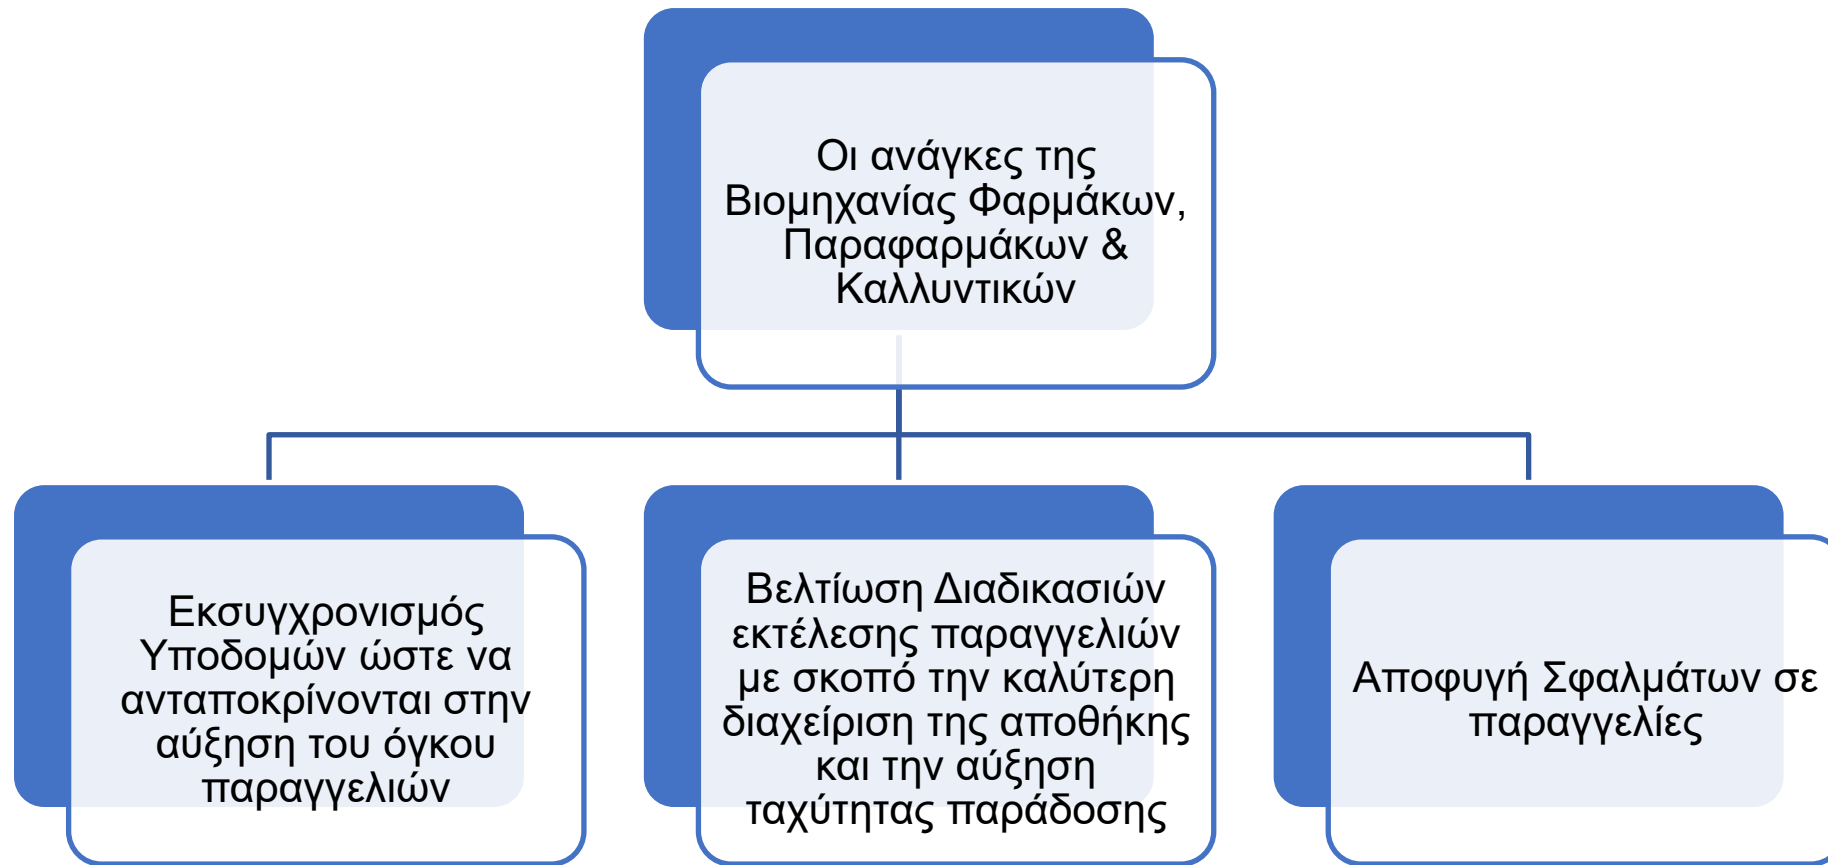 Οι ανάγκες της
Βιομηχανίας Φαρμάκων,
Παραφαρμάκων &
Καλλυντικών
Εκσυγχρονισμός
Υποδομών ώστε να
ανταποκρίνονται στην
αύξηση του όγκου
παραγγελιών
Βελτίωση Διαδικασιών
εκτέλεσης παραγγελιών
με σκοπό την καλύτερη
διαχείριση της αποθήκης
και την αύξηση
ταχύτητας παράδοσης
Αποφυγή Σφαλμάτων σε
παραγγελίες